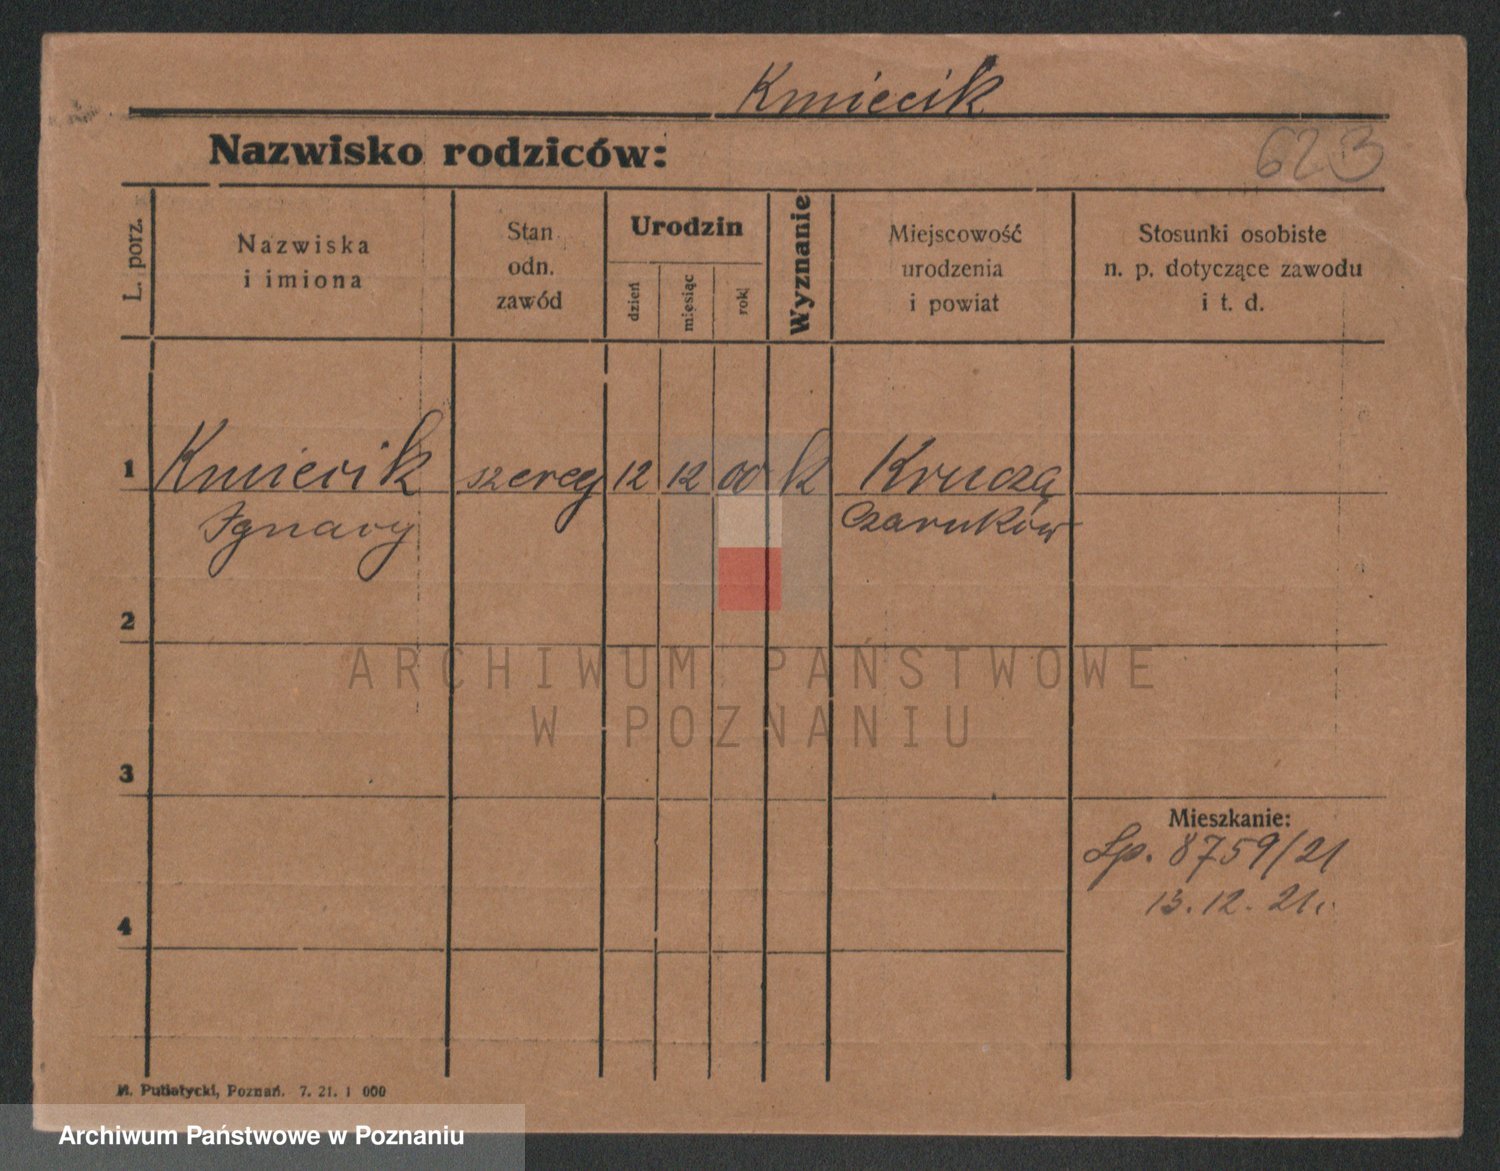 Kmiecik
Nazwisko rodziców:
623
L. porz.
Nazwiska
i imiona
Stan
odn.
zawód
Urodzin
dzień
miesiąc
rok
Wyznanie
Miejscowość
urodzenia
i powiat
Stosunki osobiste
n. p. dotyczące zawodu
i t. d.
1 Kmiecik szereg 12 12 00 k Kruczą
Ignacy Czarnków
2
ARCHIWUM PAŃSTWOWE
W POZNANIU
3
Mieszkanie:
Lp. 8759/21
13.12.21.
4
M. Putiatycki, Poznań. 7. 21. 1 000
Archiwum Państwowe w Poznaniu